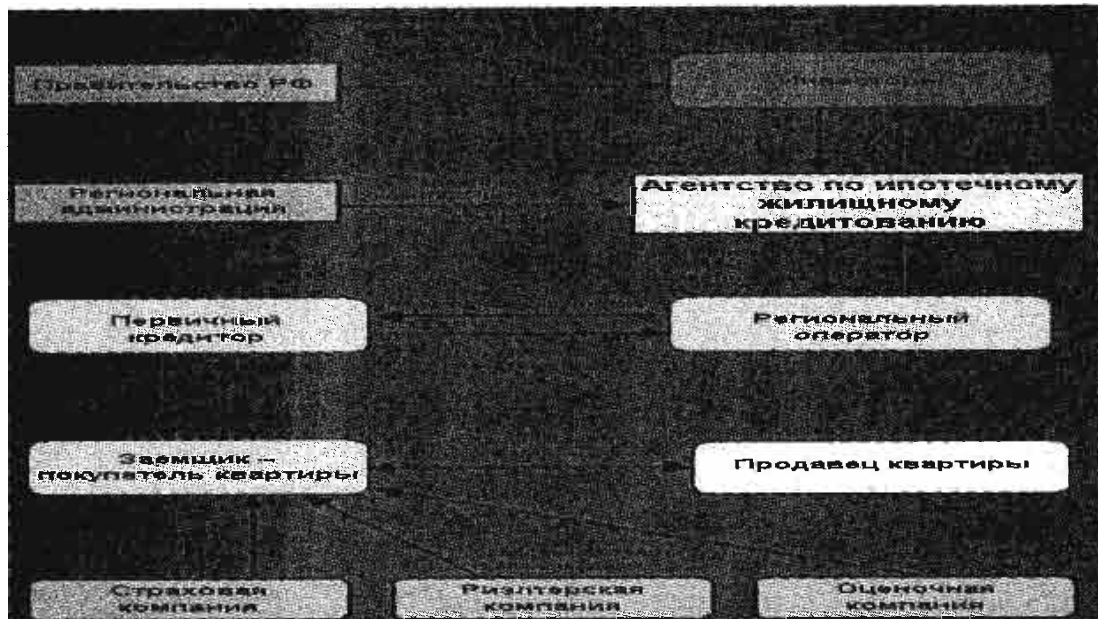 Правительство РФ
Региональная
администрация
Агентство по ипотечному
жилищному
кредитованию
Первичный
кредитор
Региональный
оператор
Заемщик –
покупатель квартиры
Продавец квартиры
Страховая
компания
Риэлтерская
компания
Оценочная